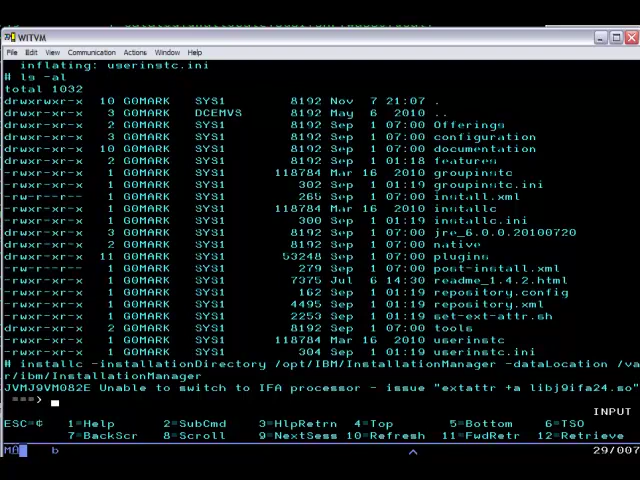 WITVM
File Edit View Communication Actions Window Help
inflating: userinstc.ini
# ls -al
total 1032
drwxrwxr-x 10 G0MARK SYS1 8192 Nov 7 21:07 .
drwxr-xr-x 3 G0MARK DCEMVS 8192 May 6 2010 ..
drwxr-xr-x 2 G0MARK SYS1 8192 Sep 1 07:00 Offerings
drwxr-xr-x 3 G0MARK SYS1 8192 Sep 1 07:00 configuration
drwxr-xr-x 10 G0MARK SYS1 8192 Sep 1 07:00 documentation
drwxr-xr-x 2 G0MARK SYS1 8192 Sep 1 01:18 features
-rwxr-xr-x 1 G0MARK SYS1 118784 Mar 16 2010 groupinstc
-rwxr-xr-x 1 G0MARK SYS1 302 Sep 1 01:19 groupinstc.ini
-rw-r--r-- 1 G0MARK SYS1 265 Sep 1 07:00 install.xml
-rwxr-xr-x 1 G0MARK SYS1 118784 Mar 16 2010 installc
-rwxr-xr-x 1 G0MARK SYS1 300 Sep 1 01:19 installc.ini
drwxr-xr-x 3 G0MARK SYS1 8192 Sep 1 07:00 jre_6.0.0.20100720
drwxr-xr-x 2 G0MARK SYS1 8192 Sep 1 07:00 native
drwxr-xr-x 11 G0MARK SYS1 53248 Sep 1 07:00 plugins
-rw-r--r-- 1 G0MARK SYS1 279 Sep 1 07:00 post-install.xml
-rwxr-xr-x 1 G0MARK SYS1 7375 Jul 6 14:30 readme_1.4.2.html
-rwxr-xr-x 1 G0MARK SYS1 162 Sep 1 01:19 repository.config
-rwxr-xr-x 1 G0MARK SYS1 4495 Sep 1 07:00 repository.xml
-rwxr-xr-x 1 G0MARK SYS1 2253 Sep 1 01:19 set-ext-attr.sh
drwxr-xr-x 2 G0MARK SYS1 8192 Sep 1 07:00 tools
-rwxr-xr-x 1 G0MARK SYS1 118784 Mar 16 2010 userinstc
-rwxr-xr-x 1 G0MARK SYS1 304 Sep 1 01:19 userinstc.ini
# installc -installationDirectory /opt/IBM/InstallationManager -dataLocation /va
r/ibm/InstallationManager
JVMJ9VM082E Unable to switch to IFA processor - issue "extattr +a libj9ifa24.so"
===>
INPUT
ESC=¢ 1=Help 2=SubCmd 3=HlpRetrn 4=Top 5=Bottom 6=TSO
7=BackScr 8=Scroll 9=NextSess 10=Refresh 11=FwdRetr 12=Retrieve
MA b 29/007